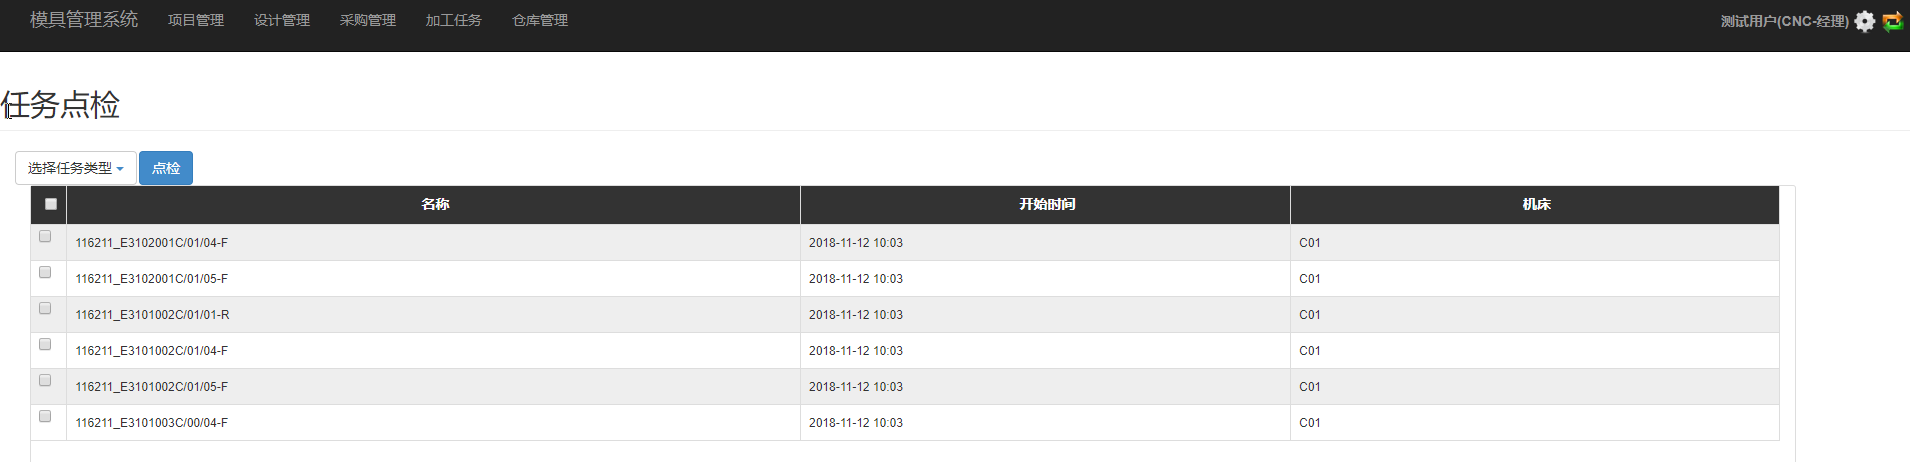 模具管理系统 项目管理 设计管理 采购管理 加工任务 仓库管理 测试用户(CNC-经理)
任务点检
选择任务类型 点检
名称 开始时间 机床
116211_E3102001C/01/04-F 2018-11-12 10:03 C01
116211_E3102001C/01/05-F 2018-11-12 10:03 C01
116211_E3101002C/01/01-R 2018-11-12 10:03 C01
116211_E3101002C/01/04-F 2018-11-12 10:03 C01
116211_E3101002C/01/05-F 2018-11-12 10:03 C01
116211_E3101003C/00/04-F 2018-11-12 10:03 C01